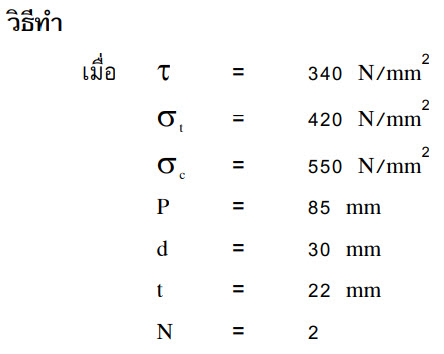 วิธีทำ
เมื่อ τ = 340 N/mm²
σt = 420 N/mm²
σc = 550 N/mm²
P = 85 mm
d = 30 mm
t = 22 mm
N = 2